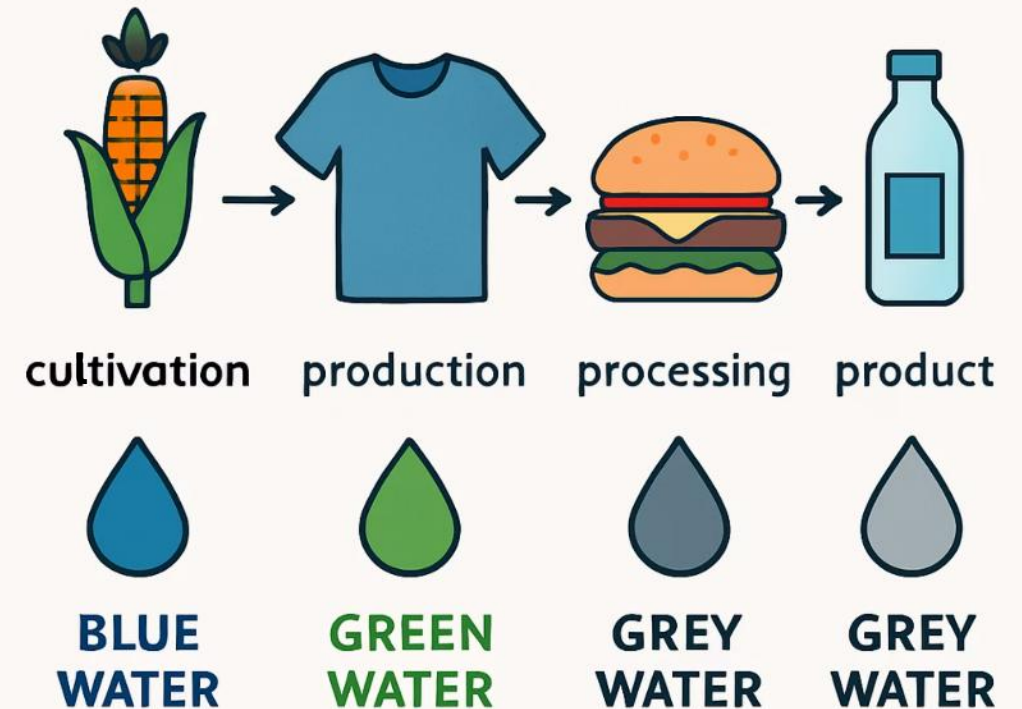 cultivation production processing product
BLUE GREEN GREY GREY
WATER WATER WATER WATER